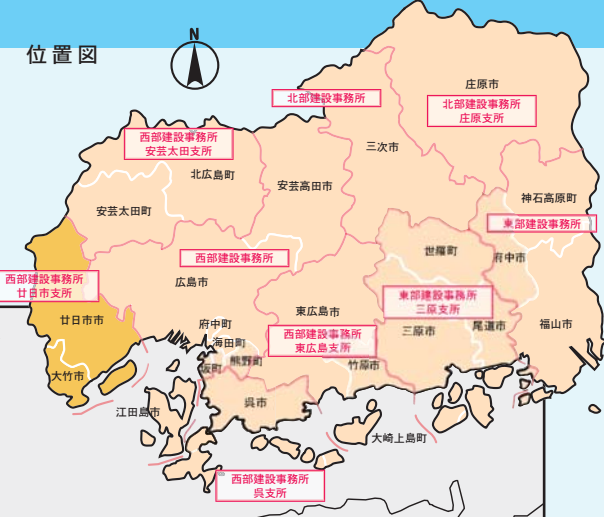 位置図
N
庄原市
北部建設事務所
北部建設事務所
庄原支所
西部建設事務所
安芸太田支所
三次市
北広島町
安芸高田市
神石高原町
安芸太田町
東部建設事務所
世羅町
府中市
西部建設事務所
西部建設事務所
廿日市支所
広島市
東部建設事務所
三原支所
東広島市
廿日市市
府中町
海田町
三原市
尾道市
福山市
西部建設事務所
東広島支所
熊野町
坂町
竹原市
大竹市
呉市
江田島市
大崎上島町
西部建設事務所
呉支所